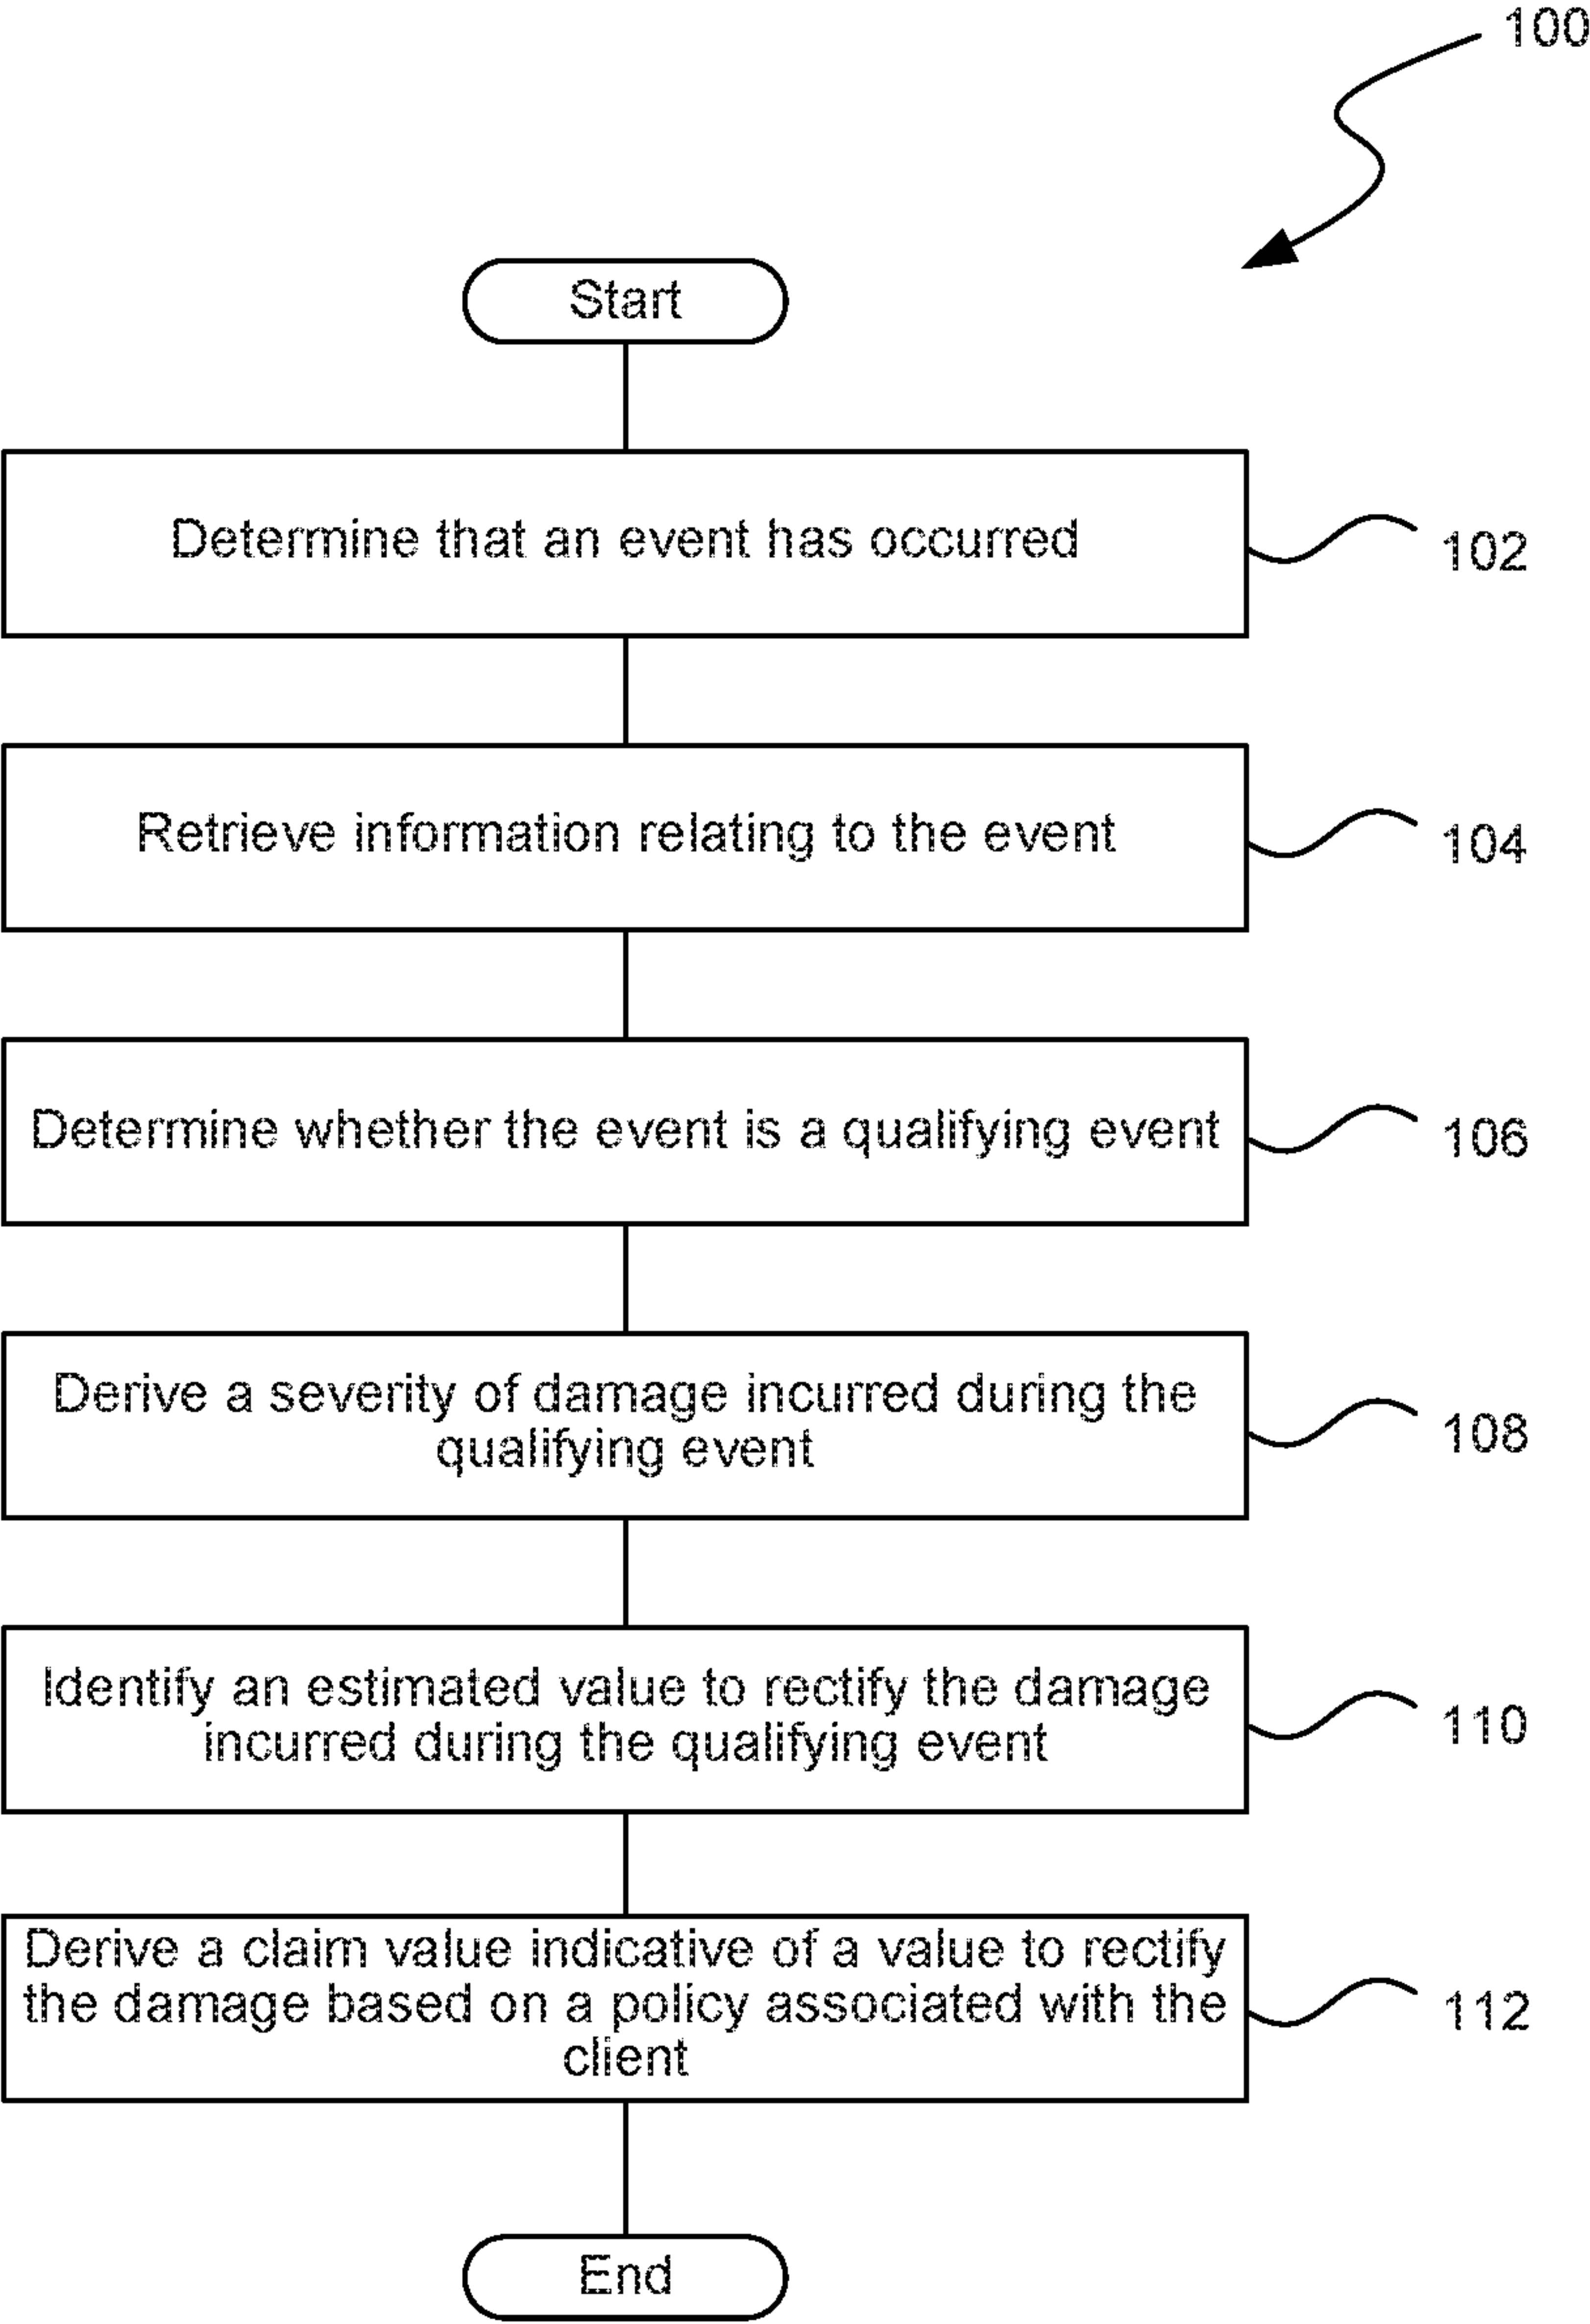 100
Start
Determine that an event has occurred
102
Retrieve information relating to the event
104
Determine whether the event is a qualifying event
106
Derive a severity of damage incurred during the
qualifying event
108
Identify an estimated value to rectify the damage
incurred during the qualifying event
110
Derive a claim value indicative of a value to rectify
the damage based on a policy associated with the
client
112
End